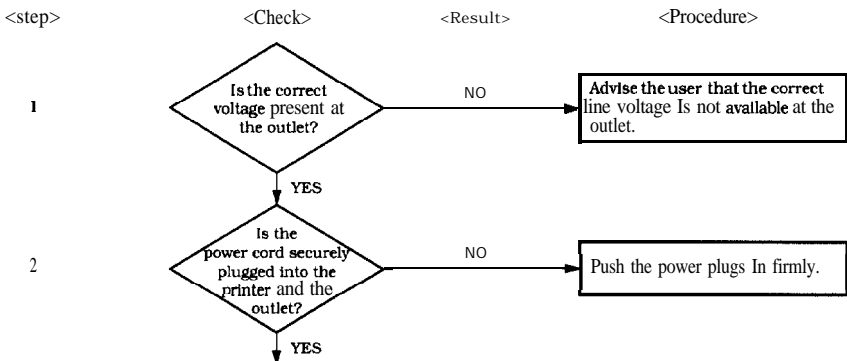 <step> <Check> <Result> <Procedure>
1
Is the correct
voltage present at
the outlet?
NO
Advise the user that the correct
line voltage Is not available at the
outlet.
YES
2
Is the
power cord securely
plugged into the
printer and the
outlet?
NO
Push the power plugs In firmly.
YES